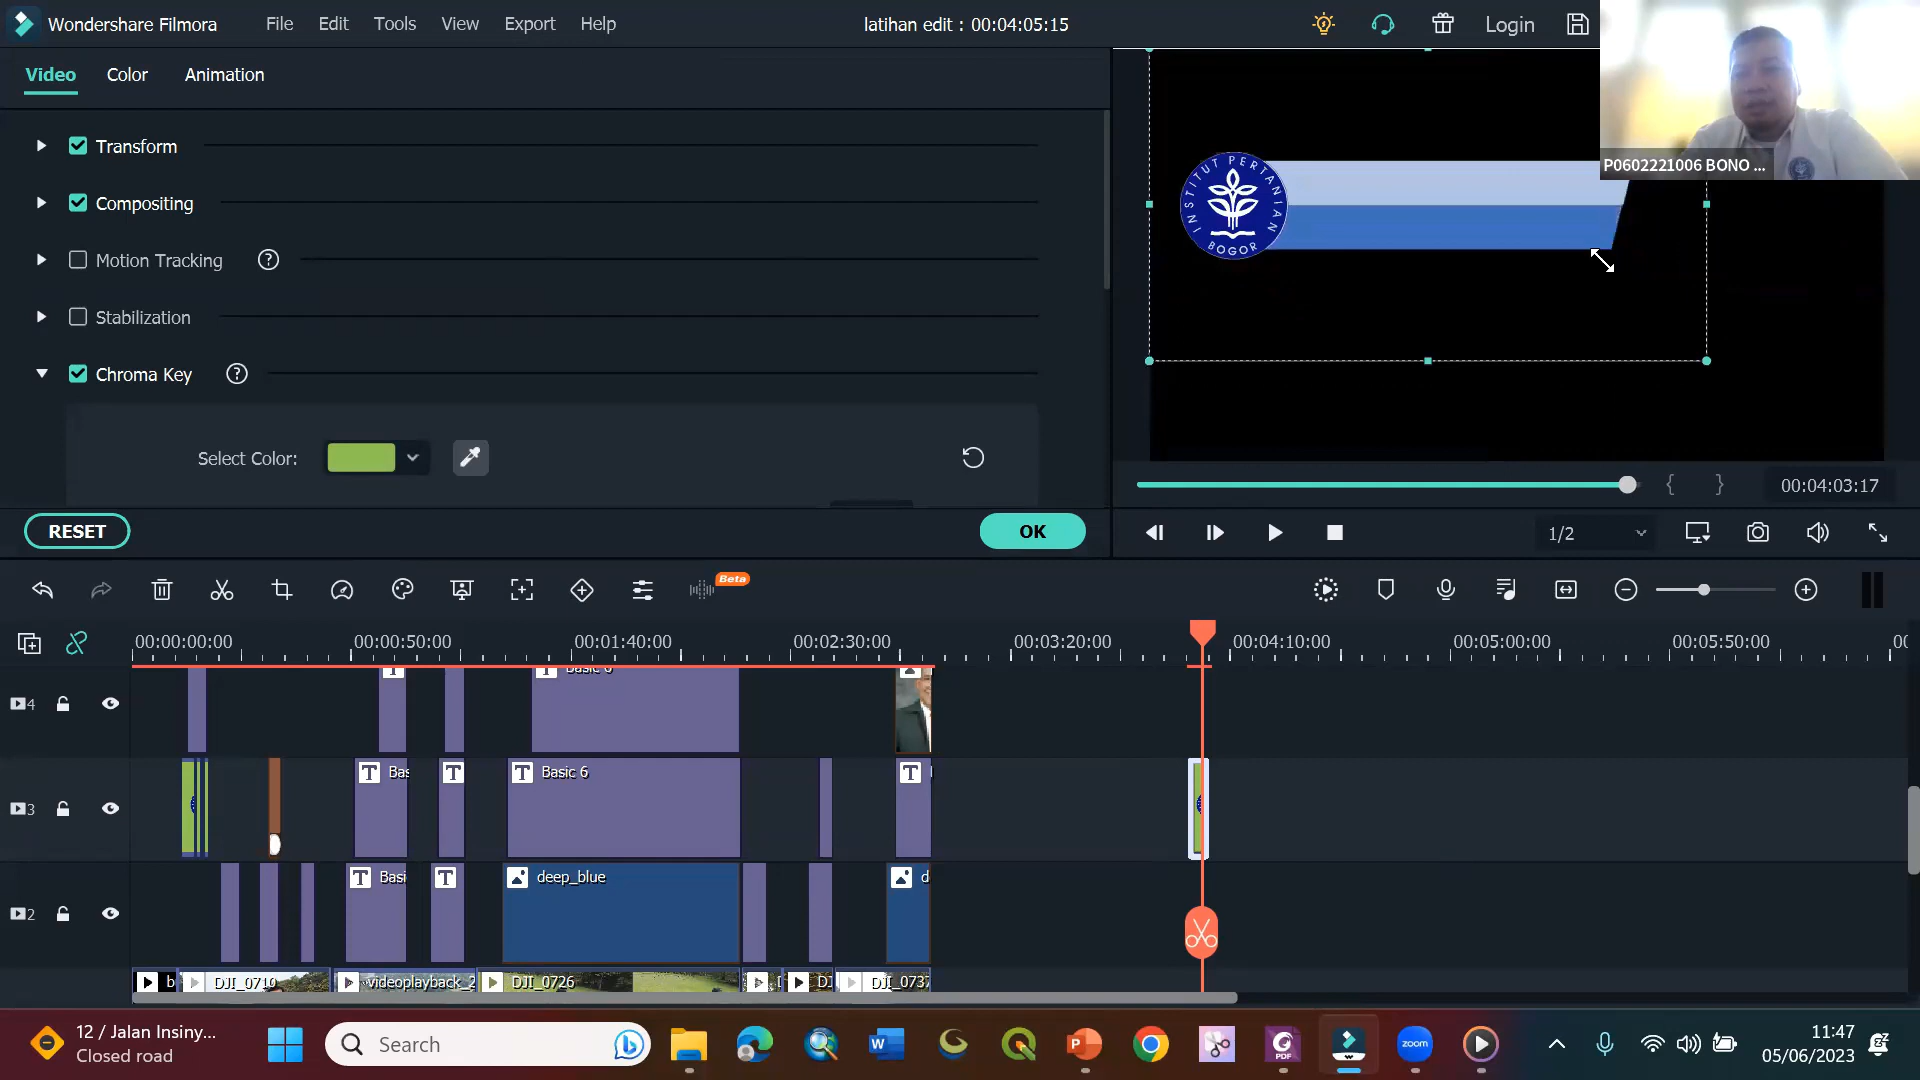 Wondershare Filmora File Edit Tools View Export Help latihan edit : 00:04:05:15 Login
P0602221006 BONO ...
Video Color Animation
Transform
Compositing
Motion Tracking ?
Stabilization
Chroma Key ?
Select Color:
INSTITUT PERTANIAN
BOGOR
{ } 00:04:03:17
RESET OK
1/2
Beta
00:00:00:00 00:00:50:00 00:01:40:00 00:02:30:00 00:03:20:00 00:04:10:00 00:05:00:00 00:05:50:00
4 T T Basic 6
3 T Bas T T Basic 6 T
2 T Basi T deep_blue d
b DJI_0710 videoplayback_2 DJI_0726 DJ DJI_0737
12 / Jalan Insiny...
Closed road
Search
W P PDF zoom
11:47
05/06/2023